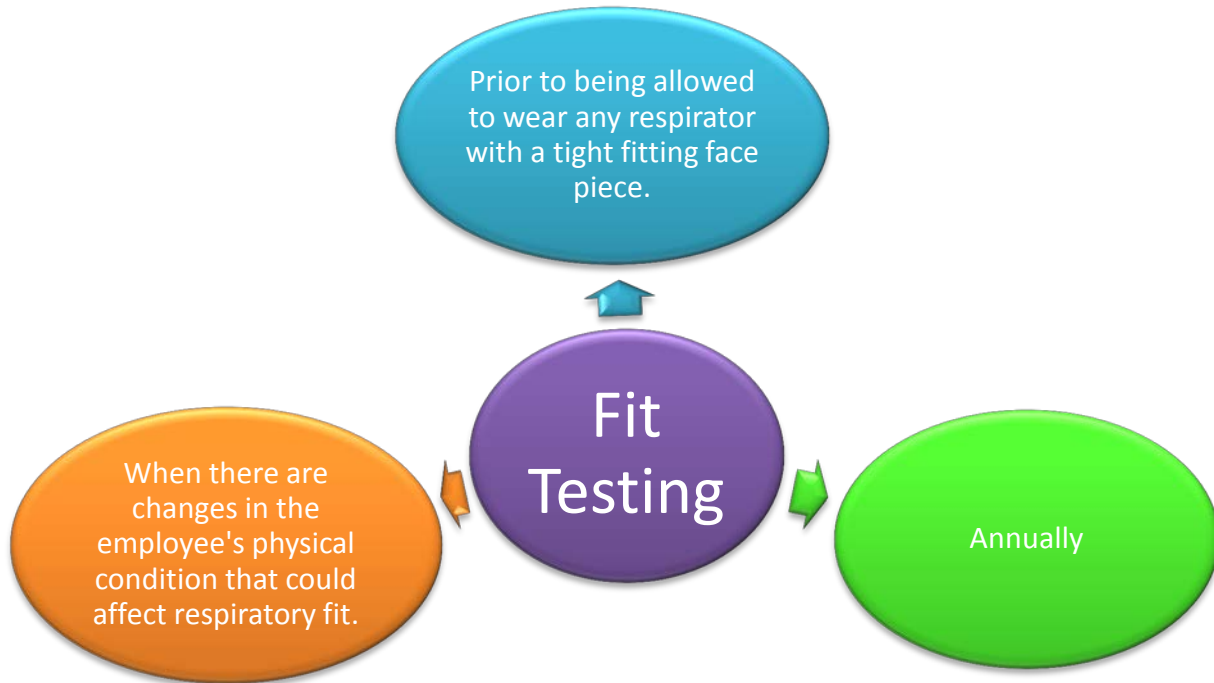 Prior to being allowed
to wear any respirator
with a tight fitting face
piece.
Fit
Testing
When there are
changes in the
employee's physical
condition that could
affect respiratory fit.
Annually